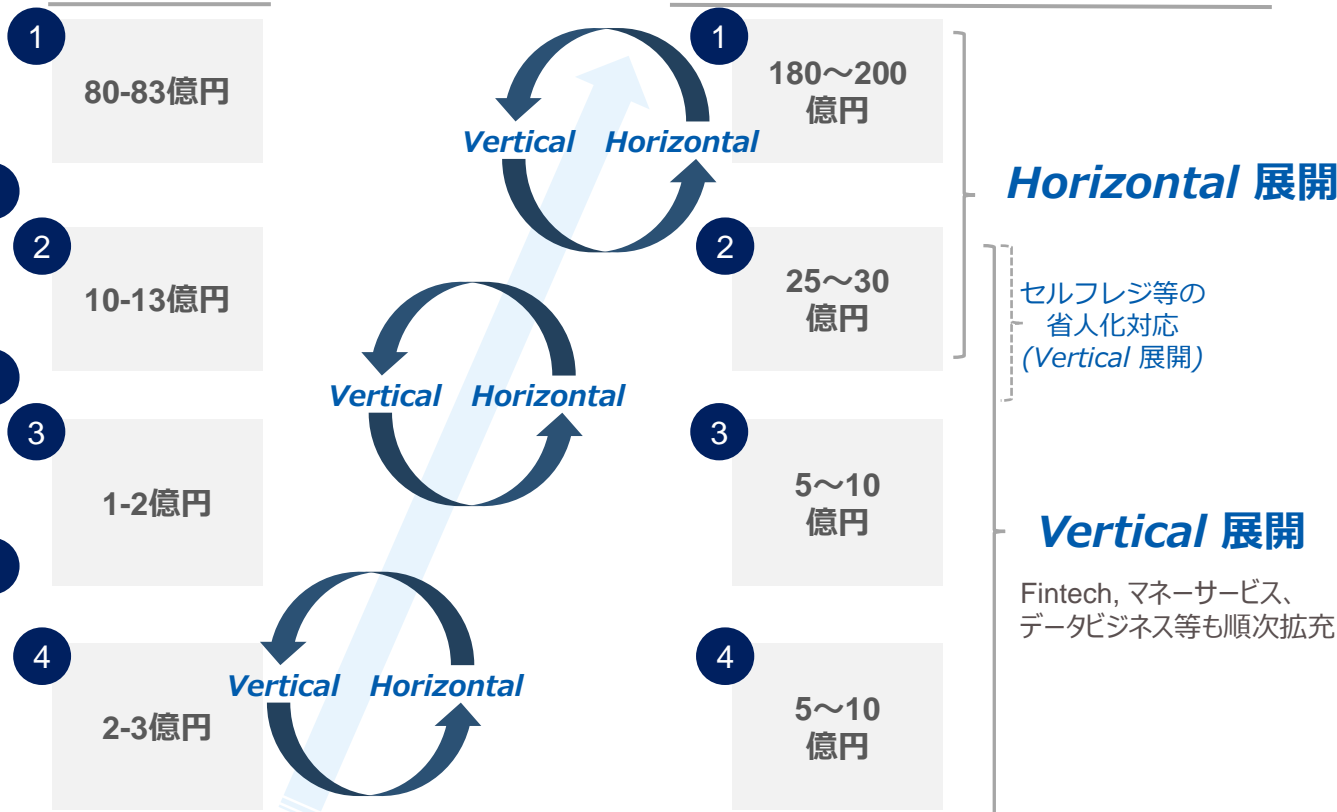 1
80-83億円
2
10-13億円
3
1-2億円
4
2-3億円
Vertical Horizontal
Vertical Horizontal
Vertical Horizontal
1
180～200
億円
2
25～30
億円
3
5～10
億円
4
5～10
億円
Horizontal 展開
セルフレジ等の
省人化対応
(Vertical 展開)
Vertical 展開
Fintech, マネーサービス、
データビジネス等も順次拡充